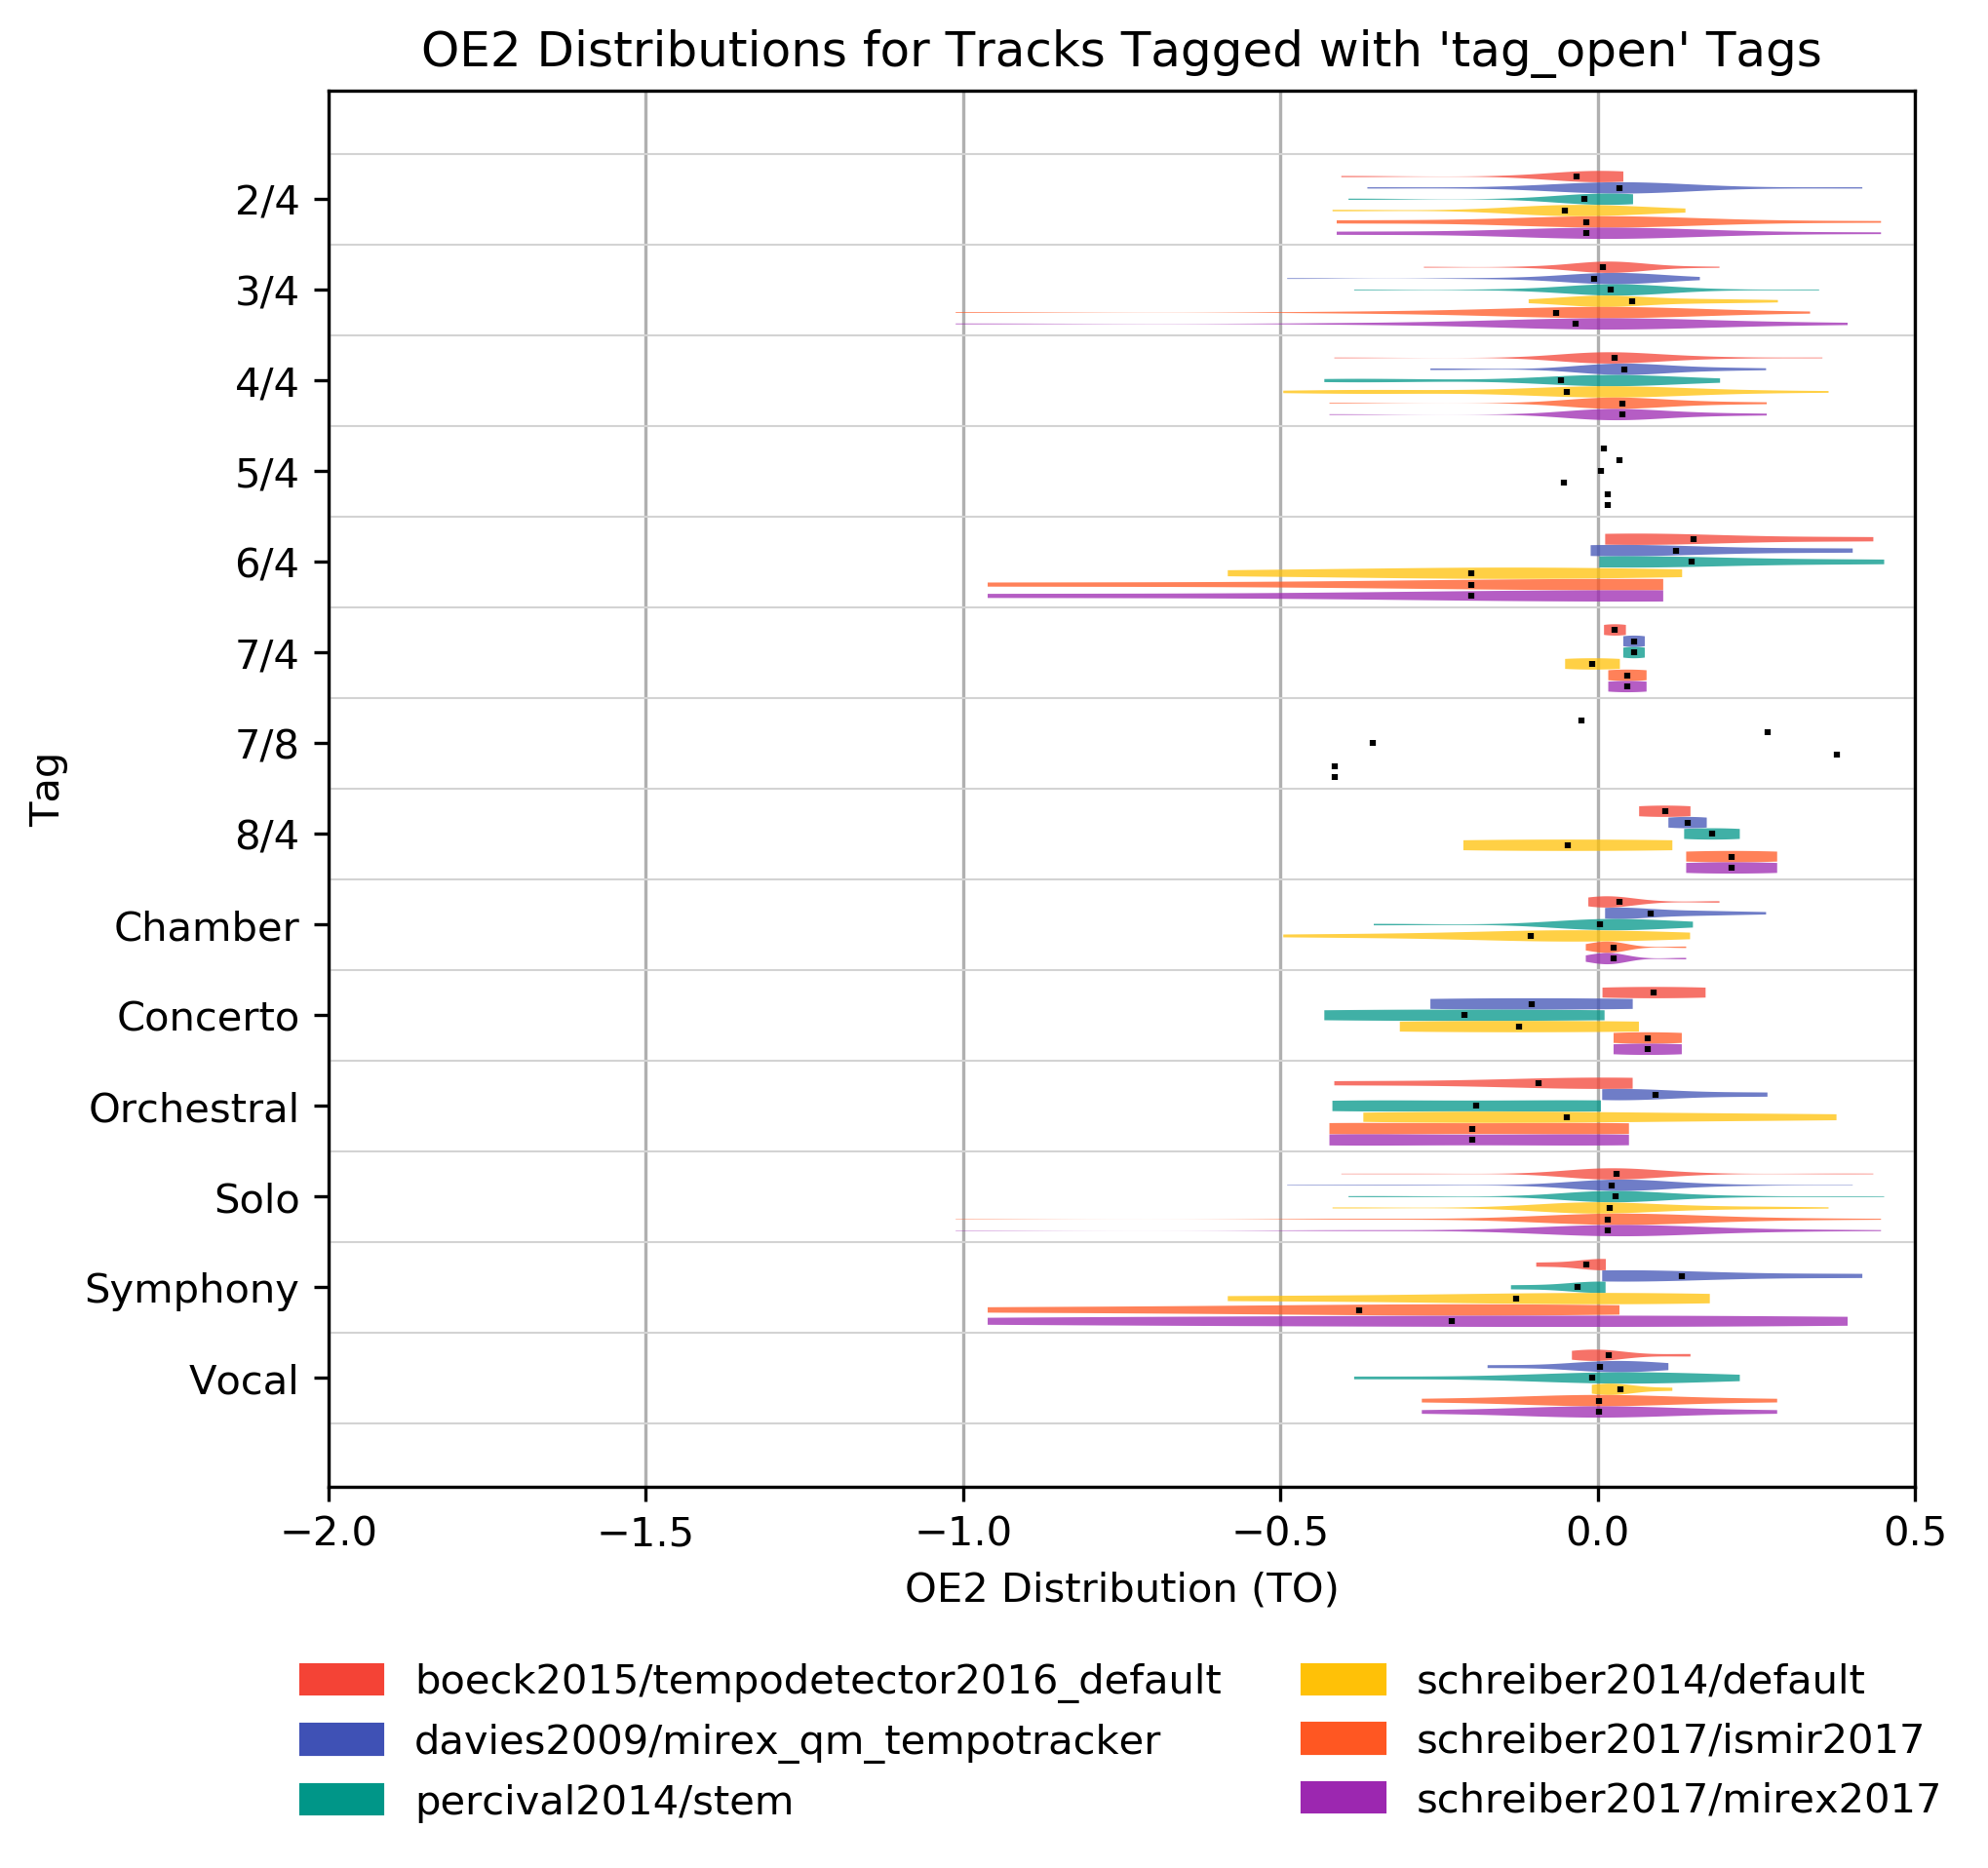 OE2 Distributions for Tracks Tagged with 'tag_open' Tags
2/4
3/4
4/4
5/4
6/4
7/4
7/8
8/4
Chamber
Concerto
Orchestral
Solo
Symphony
Vocal
Tag
−2.0 −1.5 −1.0 −0.5 0.0 0.5
OE2 Distribution (TO)
boeck2015/tempodetector2016_default
davies2009/mirex_qm_tempotracker
percival2014/stem
schreiber2014/default
schreiber2017/ismir2017
schreiber2017/mirex2017